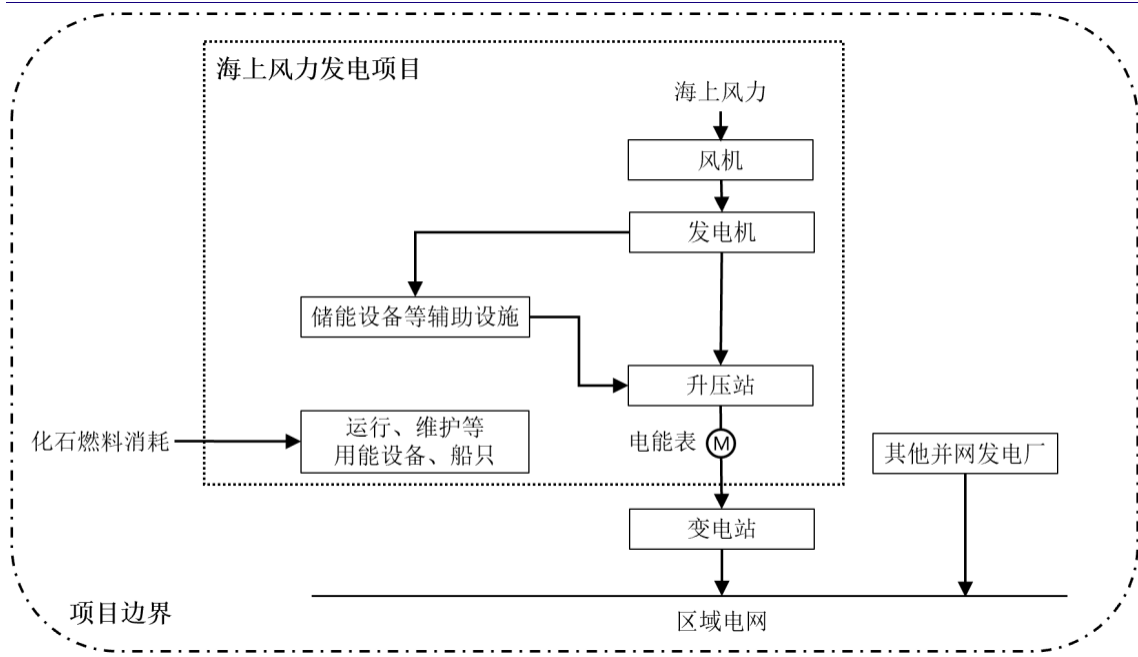 海上风力发电项目
海上风力
风机
发电机
储能设备等辅助设施
升压站
化石燃料消耗
运行、维护等
用能设备、船只
电能表
M
其他并网发电厂
变电站
项目边界
区域电网